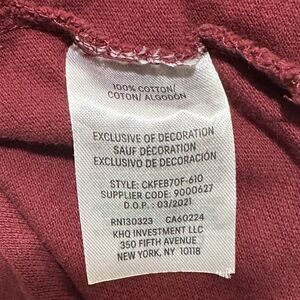 100% COTTON/
COTON/ ALGODÓN
EXCLUSIVE OF DECORATION
SAUF DÉCORATION
EXCLUSIVO DE DECORACIÓN
STYLE: CKFEB70F-610
SUPPLIER CODE: 9000627
D.O.P. : 03/2021
RN130323 CA60224
KHQ INVESTMENT LLC
350 FIFTH AVENUE
NEW YORK, NY 10118